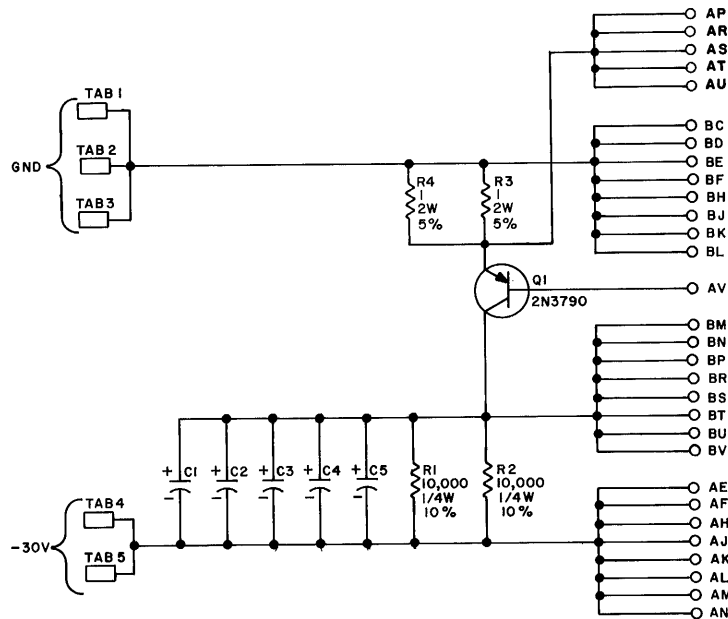 AP
AR
AS
AT
AU
TAB 1
GND
TAB 2
TAB 3
BC
BD
BE
BF
BH
BJ
BK
BL
R4
1
2W
5%
R3
1
2W
5%
Q1
2N3790
AV
BM
BN
BP
BR
BS
BT
BU
BV
+ C1 -
+ C2 -
+ C3 -
+ C4 -
+ C5 -
R1
10,000
1/4W
10%
R2
10,000
1/4W
10%
TAB 4
-30V
TAB 5
AE
AF
AH
AJ
AK
AL
AM
AN